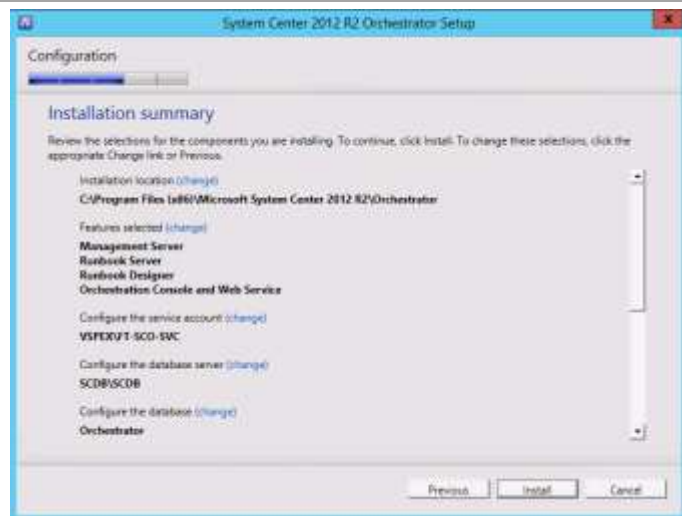 System Center 2012 R2 Orchestrator Setup
Configuration
Installation summary
Review the selections for the components you are installing. To continue, click Install. To change these selections, click the
appropriate Change link or Previous.
Installation location (change)
C:\Program Files (x86)\Microsoft System Center 2012 R2\Orchestrator
Features selected (change)
Management Server
Runbook Server
Runbook Designer
Orchestration Console and Web Service
Configure the service account (change)
VSPEX\FT-SCO-SVC
Configure the database server (change)
SCDB\SCDB
Configure the database (change)
Orchestrator
Previous
Install
Cancel